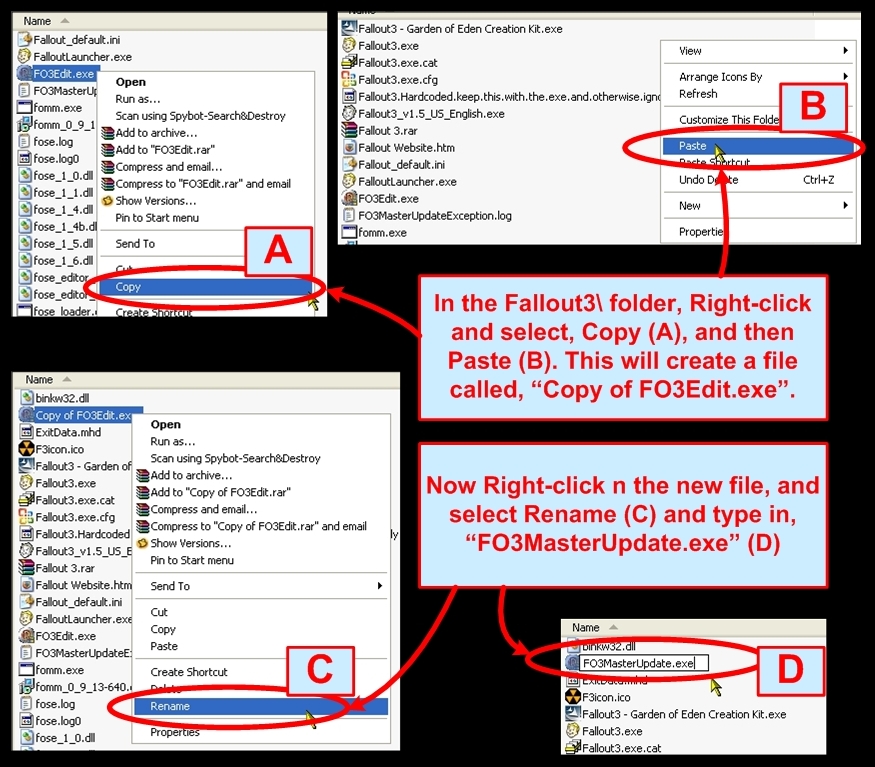 Name
Fallout_default.ini
FalloutLauncher.exe
FO3Edit.exe
FO3MasterUp
fomm.exe
fomm_0_9_1
fose.log
fose.log0
fose_1_0.dll
fose_1_1.dll
fose_1_4.dll
fose_1_4b.dl
fose_1_5.dll
fose_1_6.dll
fose_editor_
fose_editor_
fose_loader.e
Open
Run as...
Scan using Spybot-Search&Destroy
Add to archive...
Add to "FO3Edit.rar"
Compress and email...
Compress to "FO3Edit.rar" and email
Show Versions...
Pin to Start menu
Send To
Cut
Copy
Create Shortcut
A
Name
Fallout3 - Garden of Eden Creation Kit.exe
Fallout3.exe
Fallout3.exe.cat
Fallout3.exe.cfg
Fallout3.Hardcoded.keep.this.with.the.exe.and.otherwise.igno
Fallout3_v1.5_US_English.exe
Fallout 3.rar
Fallout Website.htm
Fallout_default.ini
FalloutLauncher.exe
FO3Edit.exe
FO3MasterUpdateException.log
fomm.exe
View
Arrange Icons By
Refresh
Customize This Folde
Paste
Paste Shortcut
Undo Delete Ctrl+Z
New
Properties
B
In the Fallout3\ folder, Right-click
and select, Copy (A), and then
Paste (B). This will create a file
called, “Copy of FO3Edit.exe”.
Name
binkw32.dll
Copy of FO3Edit.exe
ExitData.mhd
F3icon.ico
Fallout3 - Garden of
Fallout3.exe
Fallout3.exe.cat
Fallout3.exe.cfg
Fallout3.Hardcoded
Fallout3_v1.5_US_E
Fallout 3.rar
Fallout Website.htm
Fallout_default.ini
FalloutLauncher.exe
FO3Edit.exe
FO3MasterUpdateEx
fomm.exe
fomm_0_9_13-640.
fose.log
fose.log0
fose_1_0.dll
Open
Run as...
Scan using Spybot-Search&Destroy
Add to archive...
Add to "Copy of FO3Edit.rar"
Compress and email...
Compress to "Copy of FO3Edit.rar" and email
Show Versions...
Pin to Start menu
Send To
Cut
Copy
Paste
Create Shortcut
Delete
Rename
Properties
ly
C
Now Right-click n the new file, and
select Rename (C) and type in,
“FO3MasterUpdate.exe” (D)
Name
binkw32.dll
FO3MasterUpdate.exe
ExitData.mhd
F3icon.ico
Fallout3 - Garden of Eden Creation Kit.exe
Fallout3.exe
Fallout3.exe.cat
D